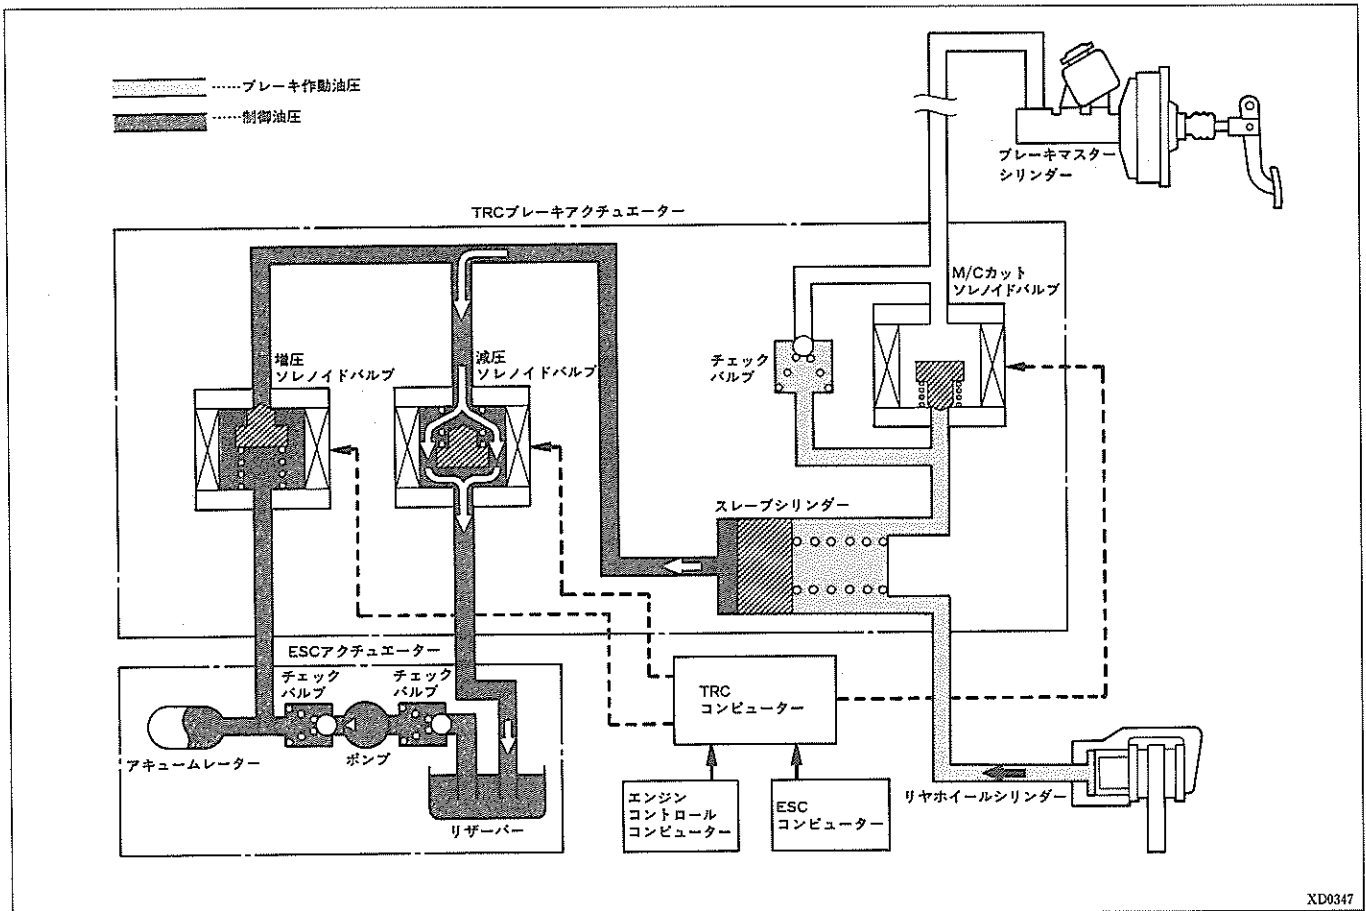 ……ブレーキ作動油圧
……制御油圧
ブレーキマスター
シリンダー
TRCブレーキアクチュエーター
M/Cカット
ソレノイドバルブ
増圧
ソレノイドバルブ
減圧
ソレノイドバルブ
チェック
バルブ
スレーブシリンダー
ESCアクチュエーター
チェック
バルブ
チェック
バルブ
TRC
コンピューター
アキュームレーター
ポンプ
リザーバー
エンジン
コントロール
コンピューター
ESC
コンピューター
リヤホイールシリンダー
XD0347